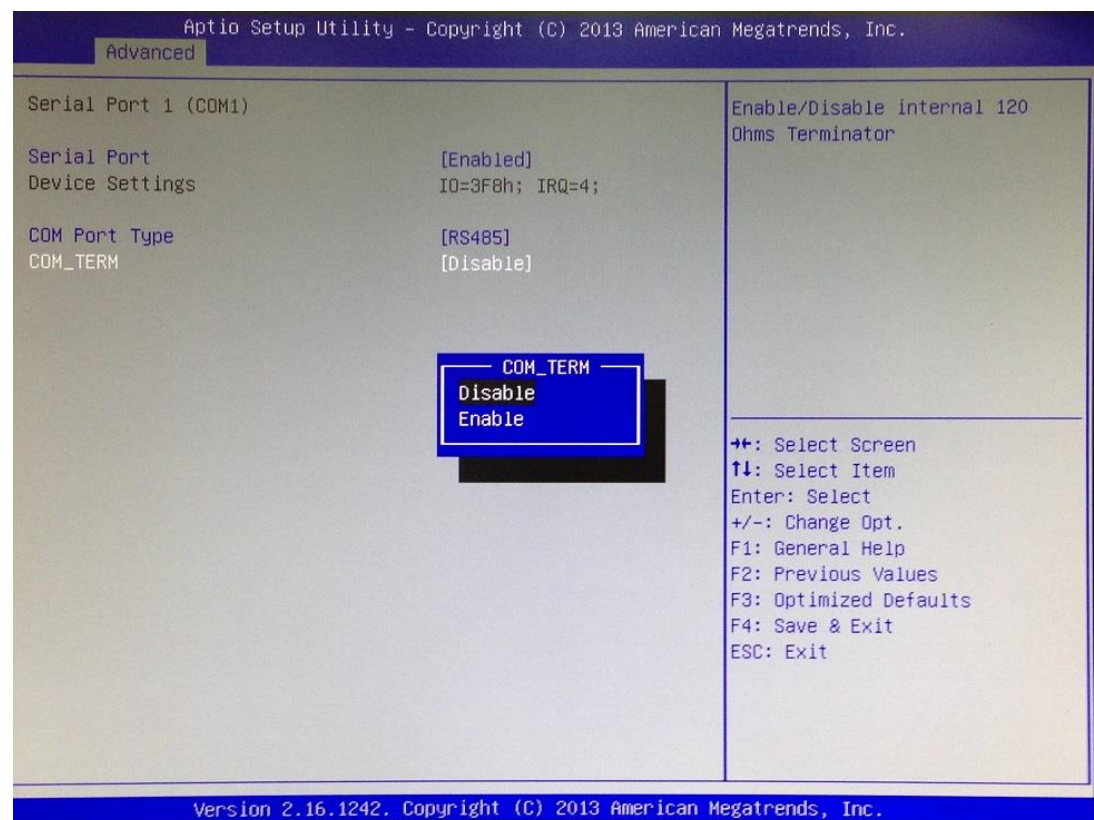 Aptio Setup Utility - Copyright (C) 2013 American Megatrends, Inc.
Advanced
Serial Port 1 (COM1)
Serial Port [Enabled]
Device Settings IO=3F8h; IRQ=4;
COM Port Type [RS485]
COM_TERM [Disable]
COM_TERM
Disable
Enable
Enable/Disable internal 120
Ohms Terminator
→←: Select Screen
↑↓: Select Item
Enter: Select
+/-: Change Opt.
F1: General Help
F2: Previous Values
F3: Optimized Defaults
F4: Save & Exit
ESC: Exit
Version 2.16.1242. Copyright (C) 2013 American Megatrends, Inc.